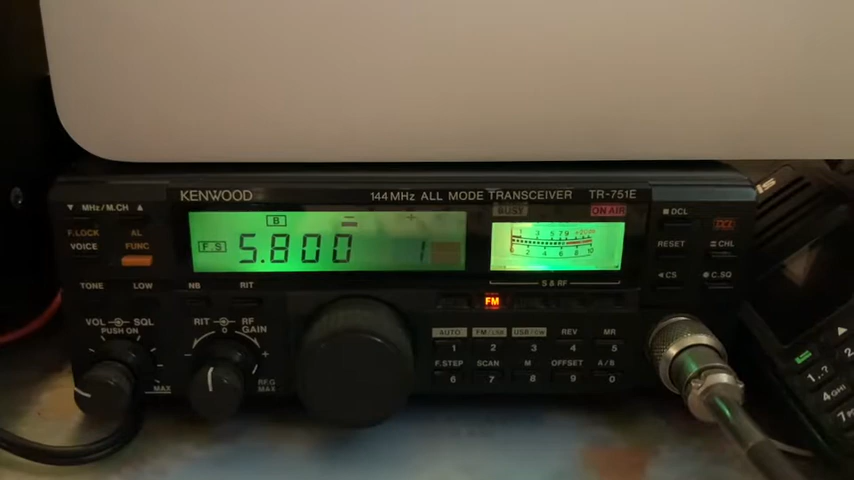 KENWOOD 144MHz ALL MODE TRANSCEIVER TR-751E
▼ MHz/M.CH ▲
F.LOCK AL
VOICE FUNC
B
F S 5.800 1
BUSY ON AIR
S & RF
■ DCL DCL
RESET ■ CHL
◄CS ●C.SQ
TONE LOW NB RIT
FM
VOL SQL RIT RF GAIN
PUSH ON
MAX RF.G MAX
AUTO FM/LSB USB/CW REV MR
1 2 3 4 5
F.STEP SCAN M OFFSET A/B
6 7 8 9 0